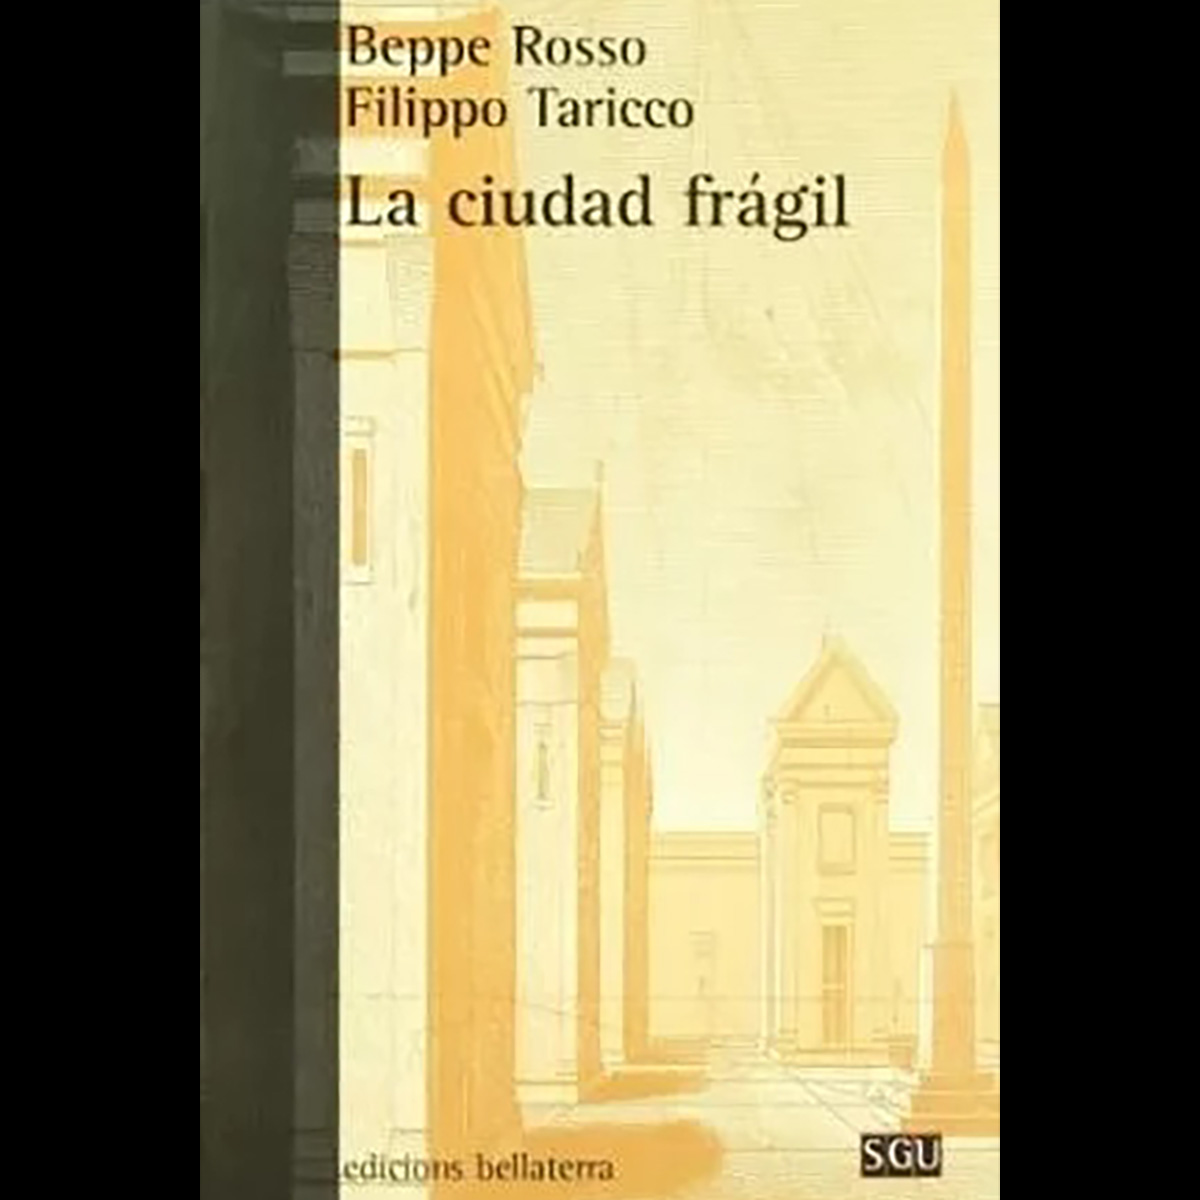 Beppe Rosso
Filippo Taricco
La ciudad frágil
edicions bellaterra
SGU